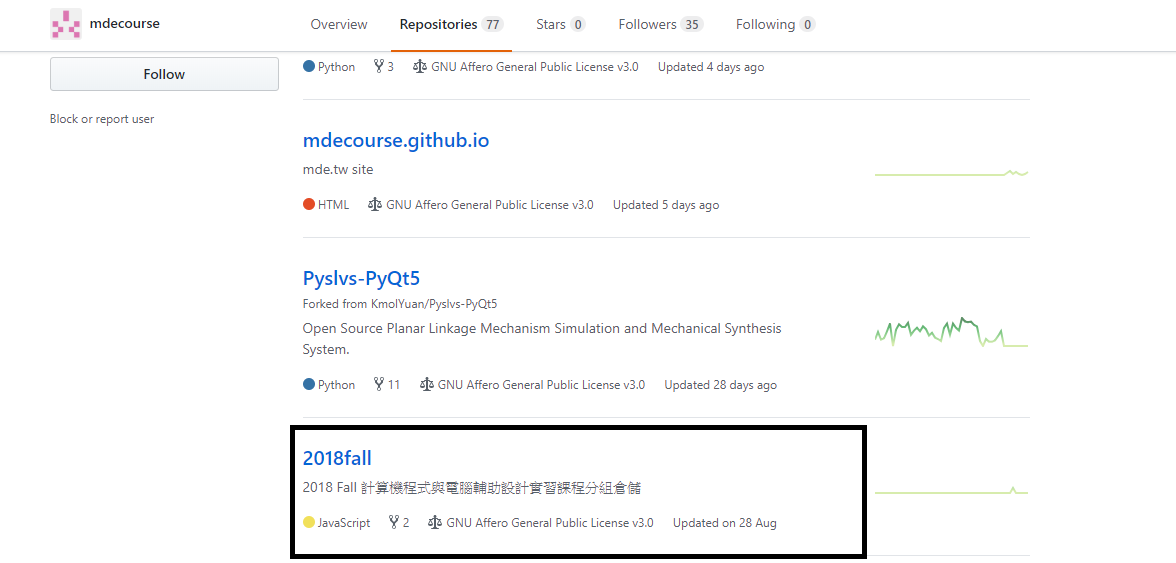 mdecourse
Overview Repositories 77 Stars 0 Followers 35 Following 0
Follow
Block or report user
Python 3 GNU Affero General Public License v3.0 Updated 4 days ago
mdecourse.github.io
mde.tw site
HTML GNU Affero General Public License v3.0 Updated 5 days ago
Pyslvs-PyQt5
Forked from KmolYuan/Pyslvs-PyQt5
Open Source Planar Linkage Mechanism Simulation and Mechanical Synthesis
System.
Python 11 GNU Affero General Public License v3.0 Updated 28 days ago
2018fall
2018 Fall 計算機程式與電腦輔助設計實習課程分組倉儲
JavaScript 2 GNU Affero General Public License v3.0 Updated on 28 Aug